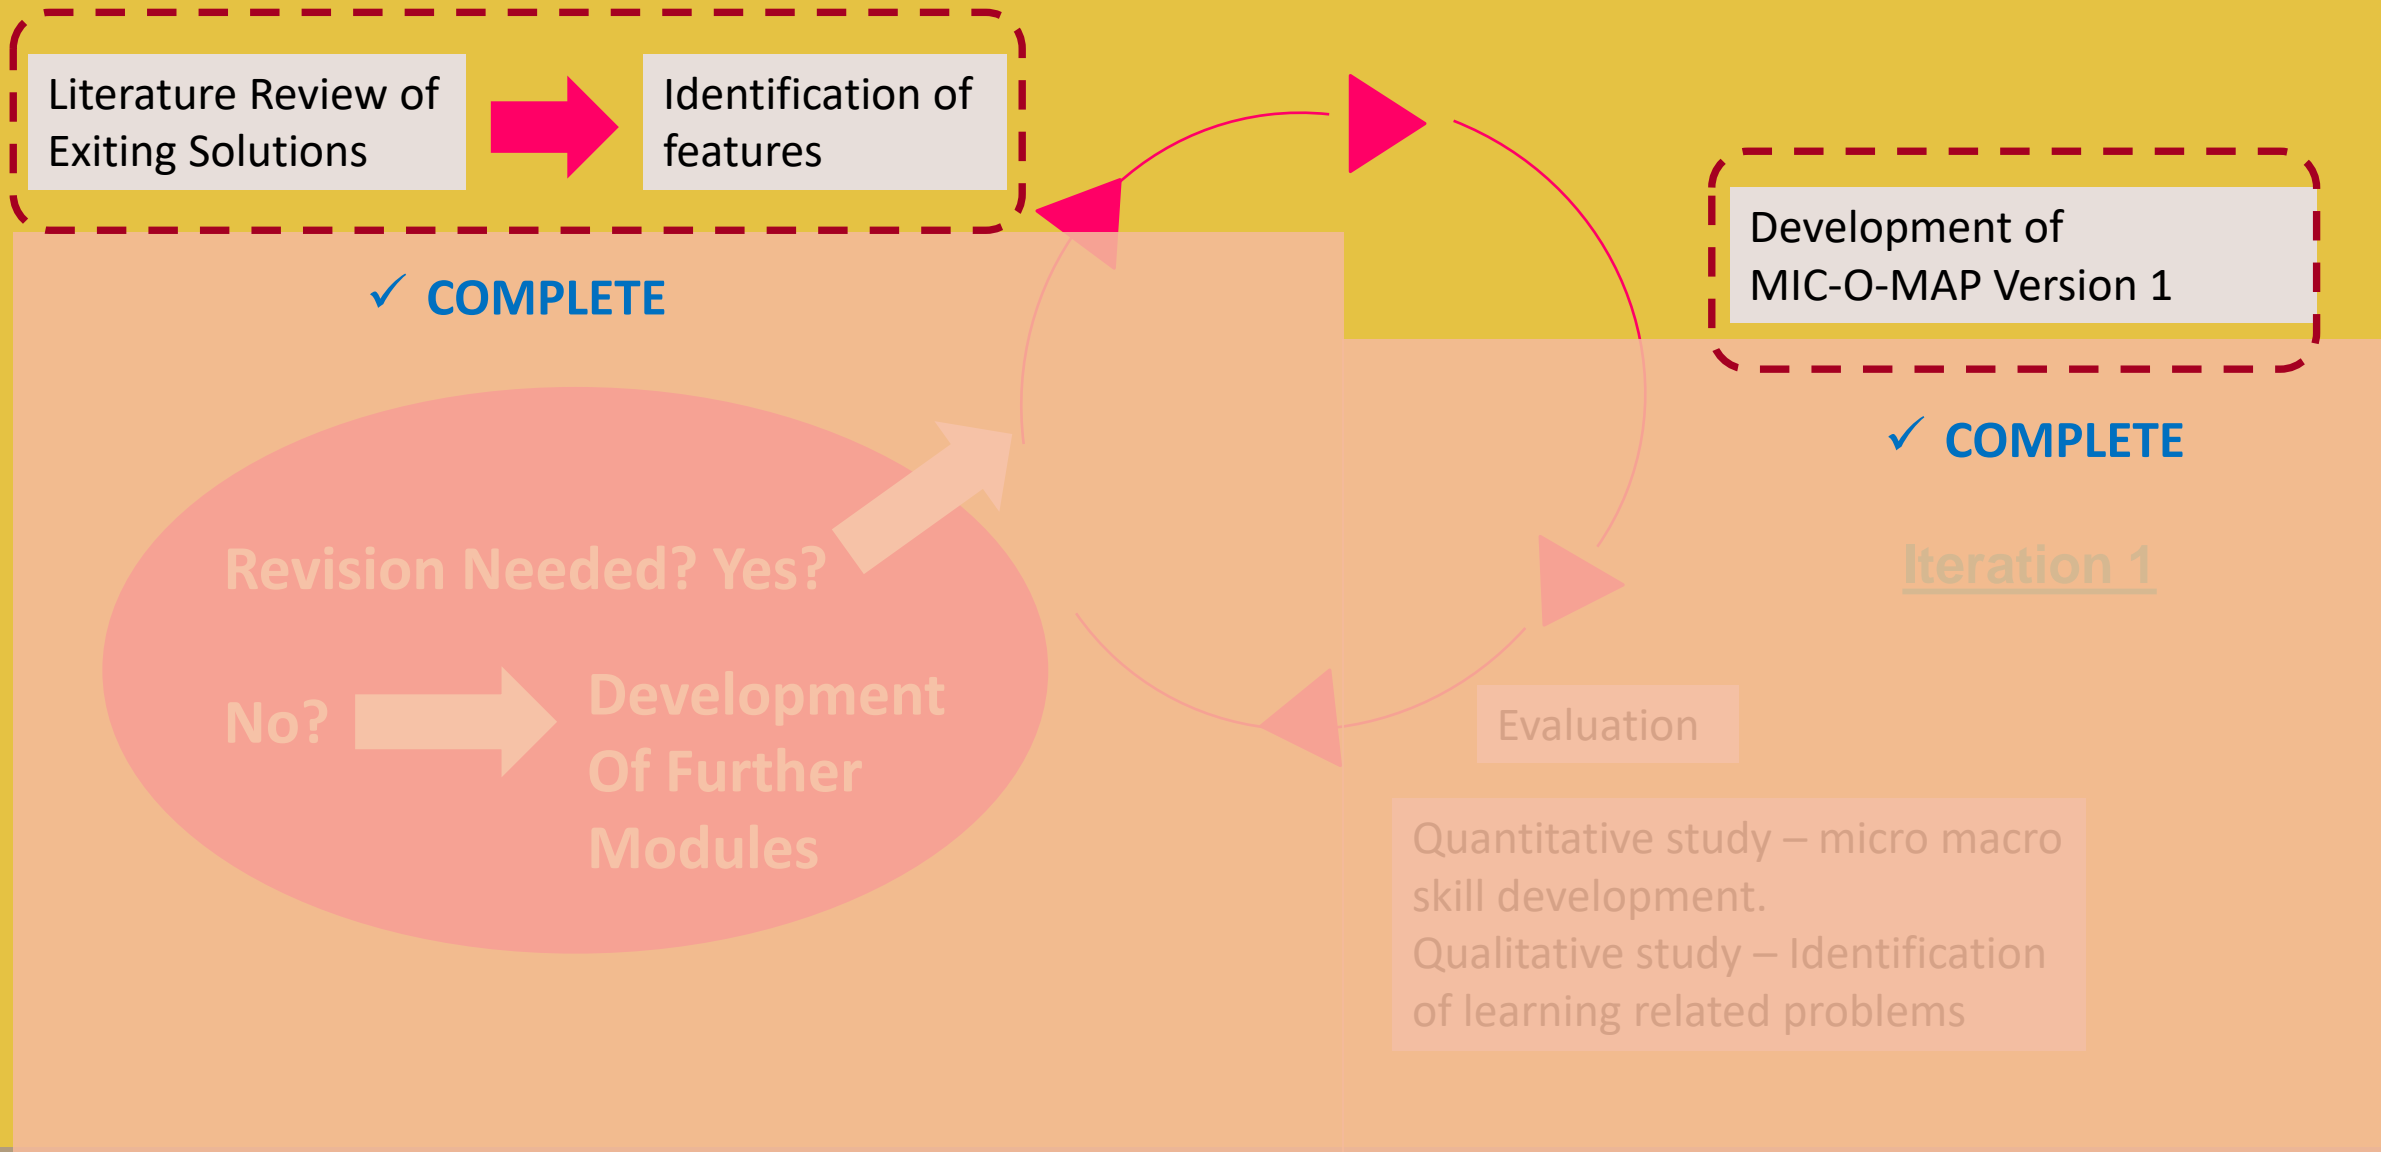 Literature Review of
Exiting Solutions
Identification of
features
✓ COMPLETE
Development of
MIC-O-MAP Version 1
✓ COMPLETE
Iteration 1
Revision Needed? Yes?
No?
Development
Of Further
Modules
Evaluation
Quantitative study – micro macro
skill development.
Qualitative study – Identification
of learning related problems